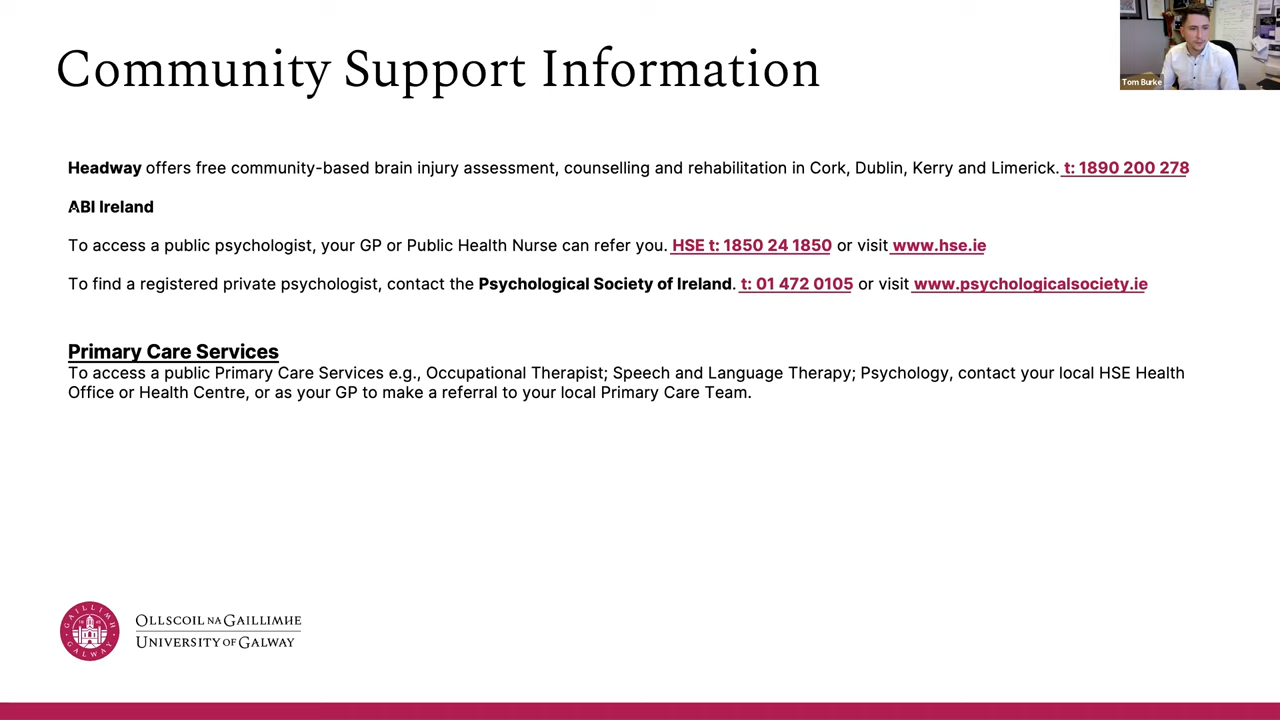 Community Support Information
Tom Burke
Headway offers free community-based brain injury assessment, counselling and rehabilitation in Cork, Dublin, Kerry and Limerick. t: 1890 200 278
ABI Ireland
To access a public psychologist, your GP or Public Health Nurse can refer you. HSE t: 1850 24 1850 or visit www.hse.ie
To find a registered private psychologist, contact the Psychological Society of Ireland. t: 01 472 0105 or visit www.psychologicalsociety.ie
Primary Care Services
To access a public Primary Care Services e.g., Occupational Therapist; Speech and Language Therapy; Psychology, contact your local HSE Health
Office or Health Centre, or as your GP to make a referral to your local Primary Care Team.
GAILLIMH
GALWAY
OLLSCOIL NA GAILLIMHE
UNIVERSITY OF GALWAY